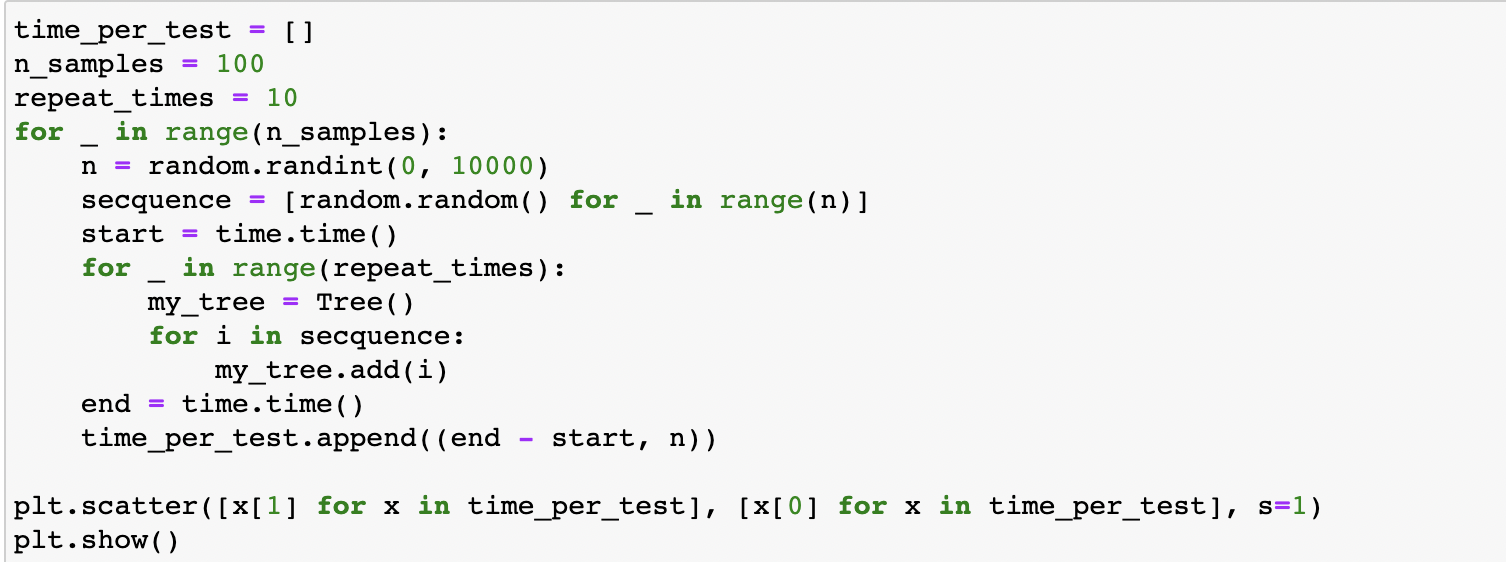 time_per_test = []
n_samples = 100
repeat_times = 10
for _ in range(n_samples):
    n = random.randint(0, 10000)
    secquence = [random.random() for _ in range(n)]
    start = time.time()
    for _ in range(repeat_times):
        my_tree = Tree()
        for i in secquence:
            my_tree.add(i)
    end = time.time()
    time_per_test.append((end - start, n))

plt.scatter([x[1] for x in time_per_test], [x[0] for x in time_per_test], s=1)
plt.show()